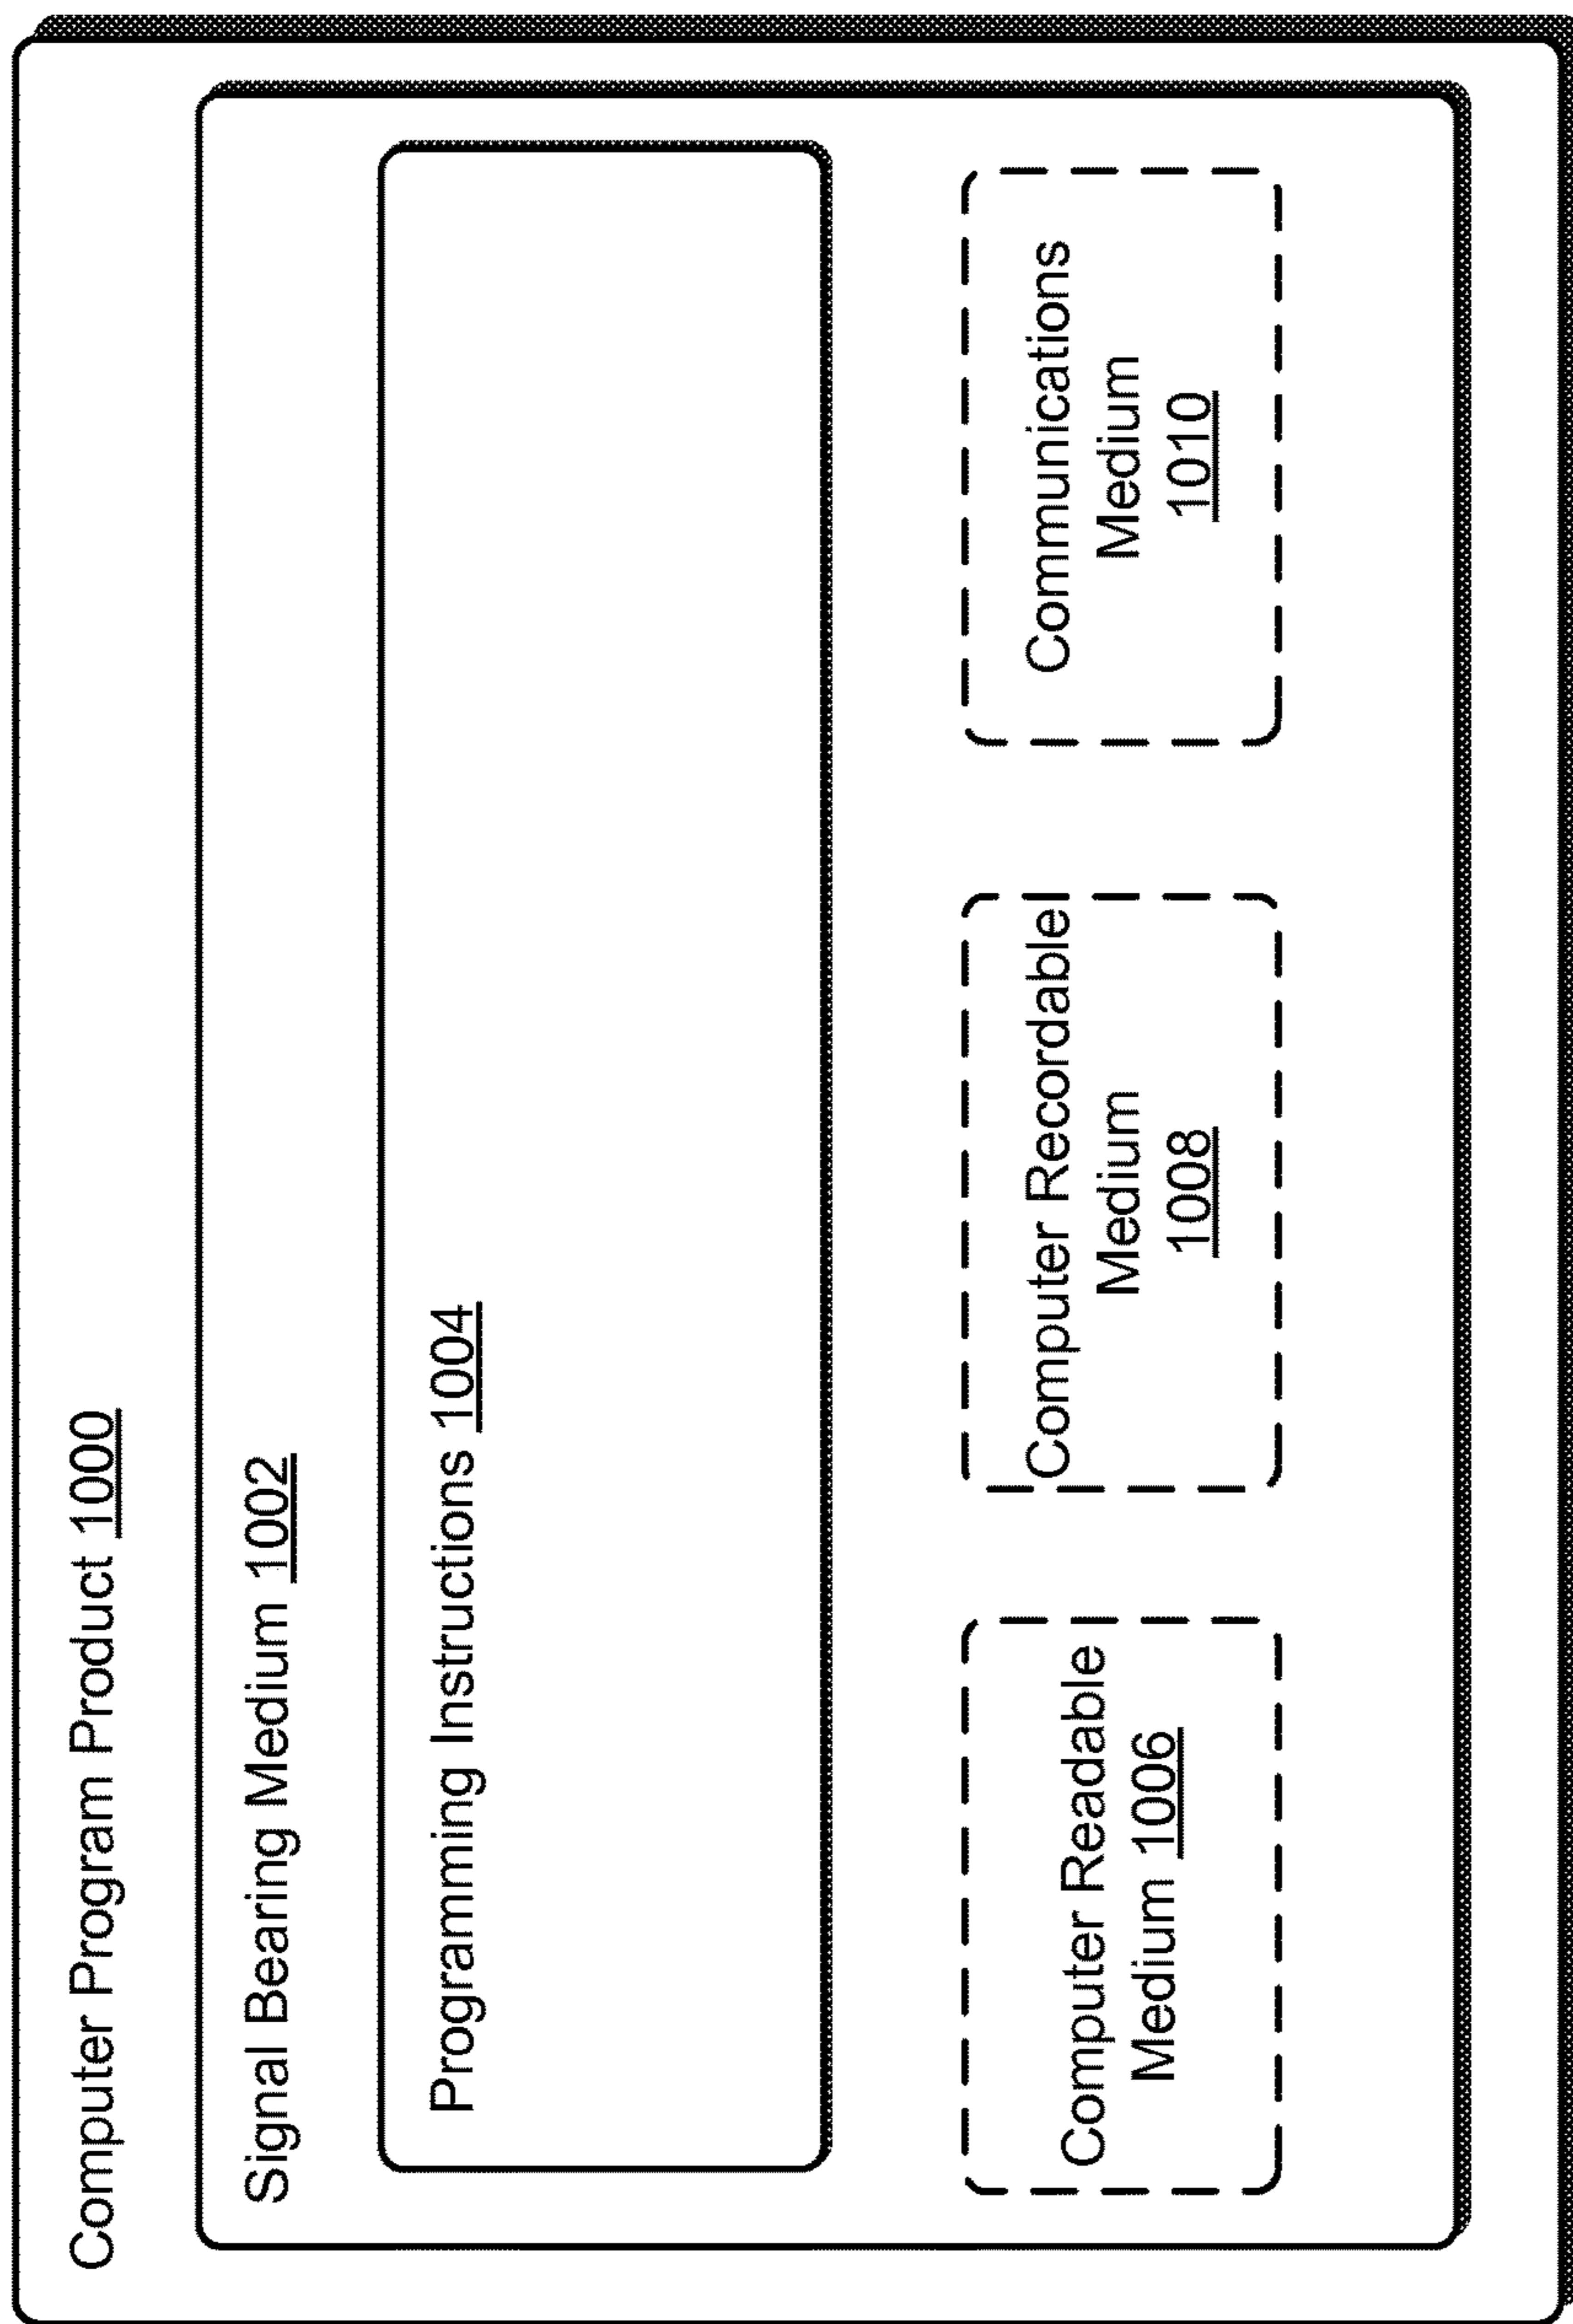 Computer Program Product 1000
Signal Bearing Medium 1002
Programming Instructions 1004
Computer Readable
Medium 1006
Computer Recordable
Medium
1008
Communications
Medium
1010